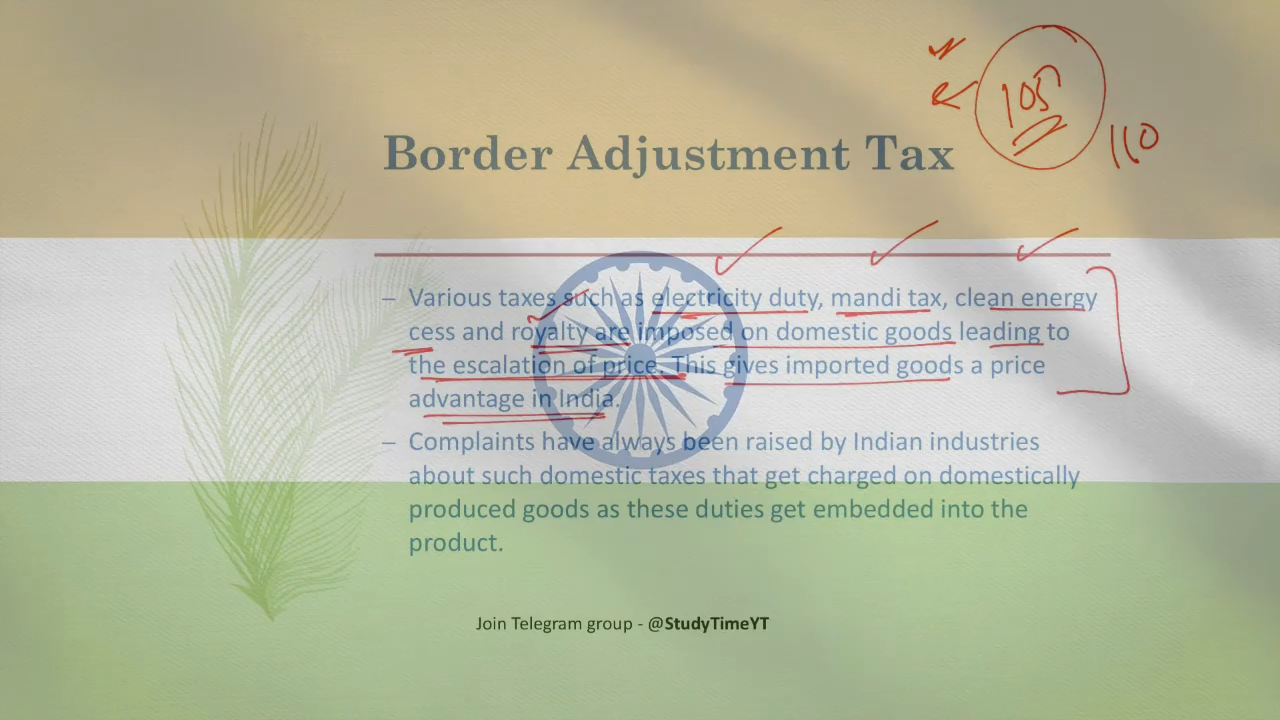 105
110
Border Adjustment Tax
– Various taxes such as electricity duty, mandi tax, clean energy
cess and royalty are imposed on domestic goods leading to
the escalation of price. This gives imported goods a price
advantage in India.
– Complaints have always been raised by Indian industries
about such domestic taxes that get charged on domestically
produced goods as these duties get embedded into the
product.
Join Telegram group - @StudyTimeYT